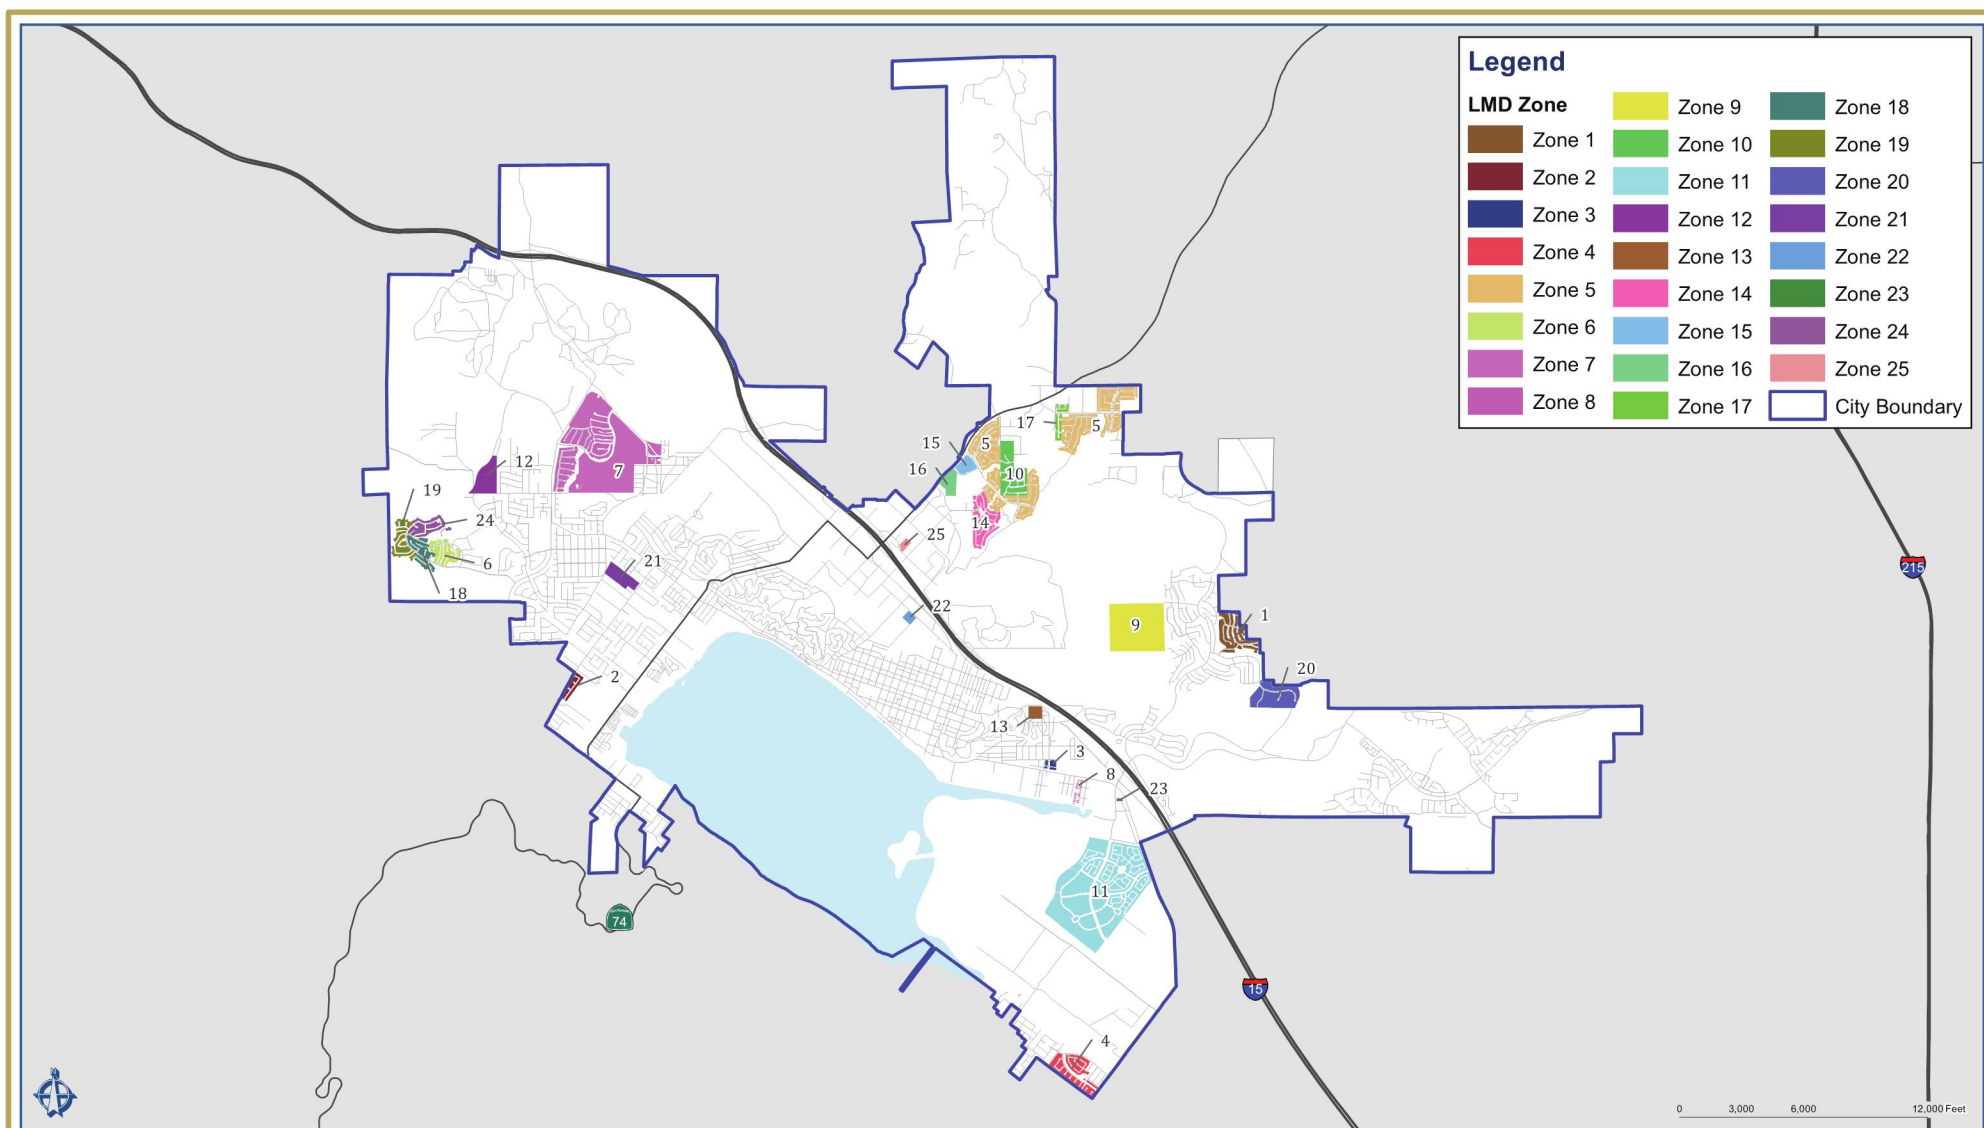 Legend
LMD Zone
Zone 1
Zone 2
Zone 3
Zone 4
Zone 5
Zone 6
Zone 7
Zone 8
Zone 9
Zone 10
Zone 11
Zone 12
Zone 13
Zone 14
Zone 15
Zone 16
Zone 17
Zone 18
Zone 19
Zone 20
Zone 21
Zone 22
Zone 23
Zone 24
Zone 25
City Boundary
17
5
15
5
16
10
12
7
19
24
14
25
6
21
18
215
22
9
1
20
2
13
3
8
23
11
74
15
4
0 3,000 6,000 12,000 Feet